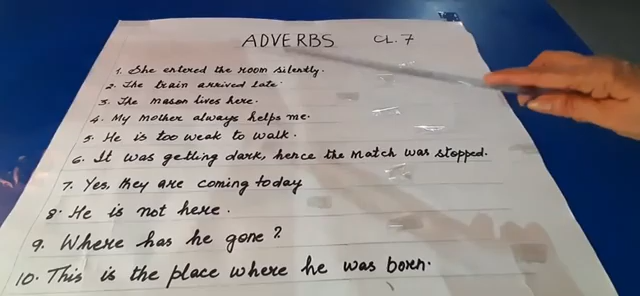 ADVERBS CL.7
1. She entered the room silently.
2. The train arrived late.
3. The mason lives here.
4. My mother always helps me.
5. He is too weak to walk.
6. It was getting dark, hence the match was stopped.
7. Yes, they are coming today
8. He is not here.
9. Where has he gone?
10. This is the place where he was born.